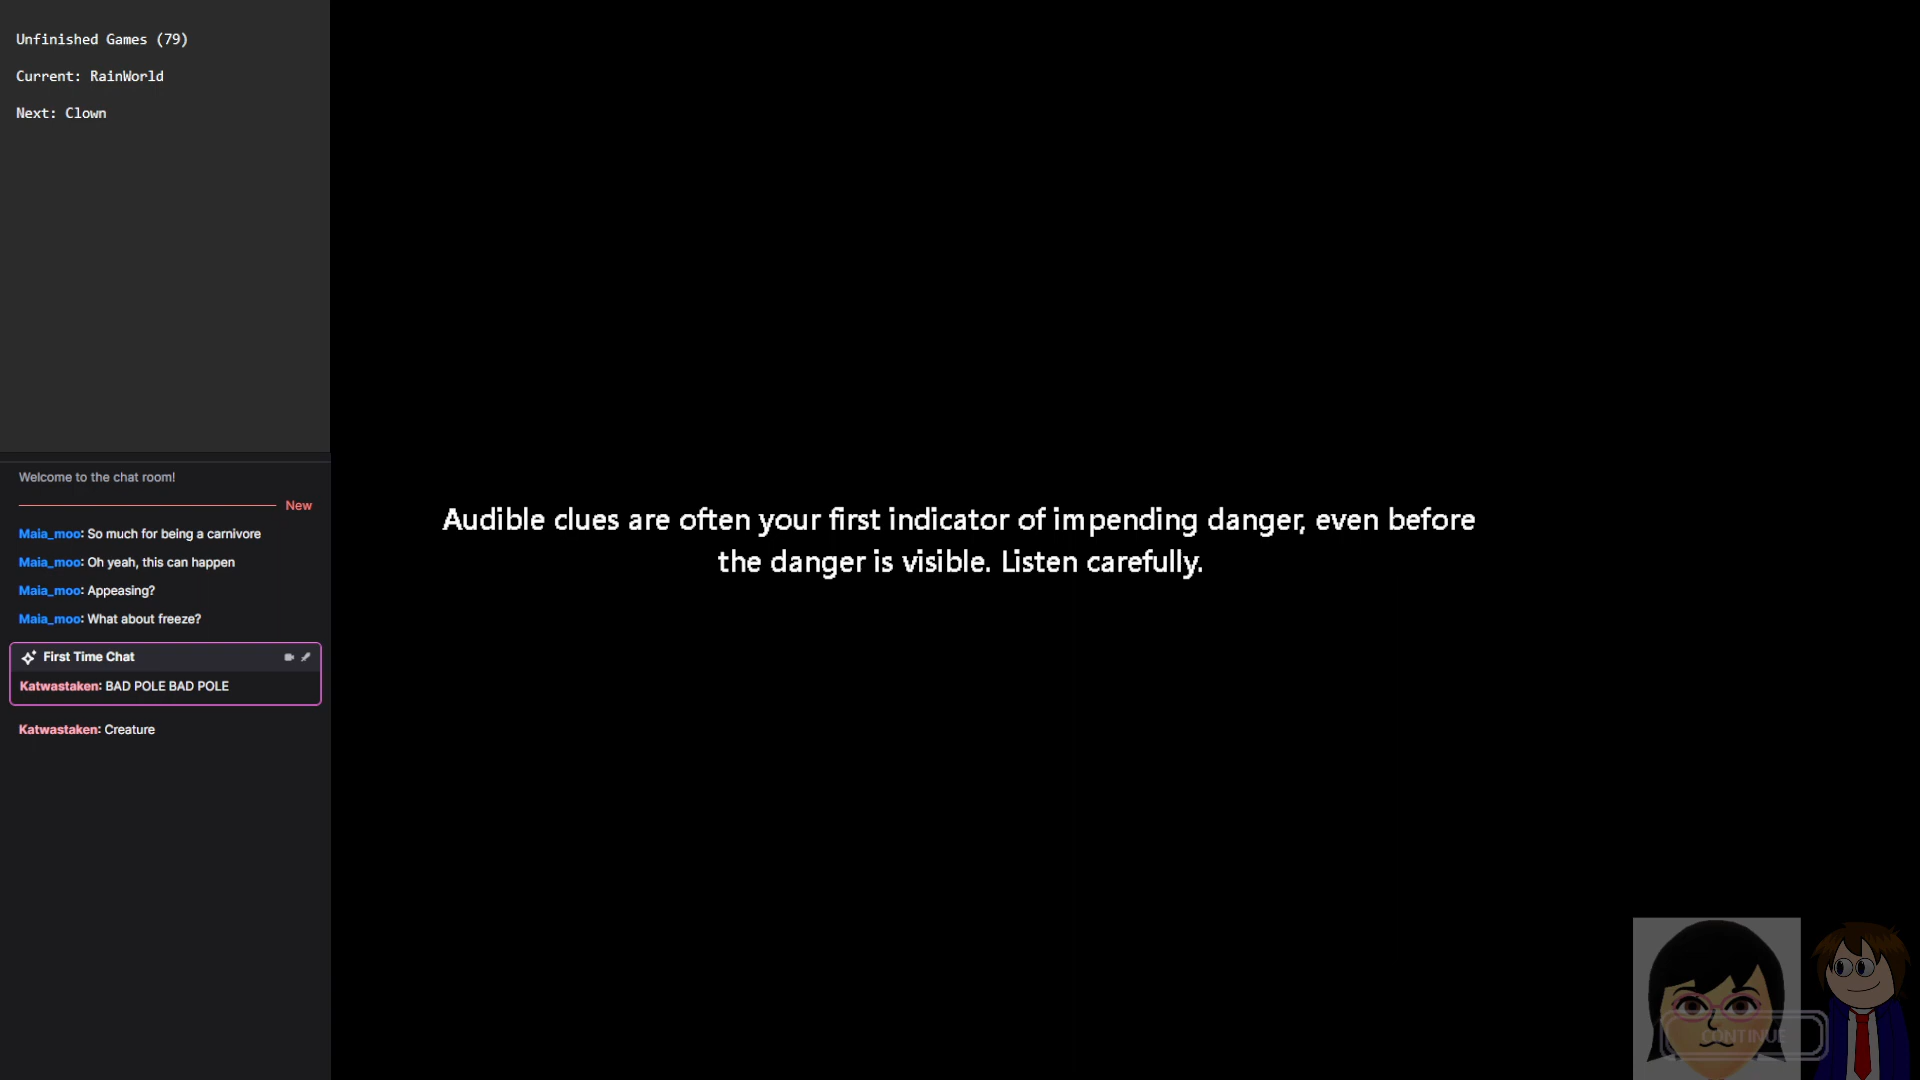 Unfinished Games (79)
Current: RainWorld
Next: Clown
Welcome to the chat room!
New
Maia_moo: So much for being a carnivore
Maia_moo: Oh yeah, this can happen
Maia_moo: Appeasing?
Maia_moo: What about freeze?
First Time Chat
Katwastaken: BAD POLE BAD POLE
Katwastaken: Creature
Audible clues are often your first indicator of impending danger, even before
the danger is visible. Listen carefully.
CONTINUE